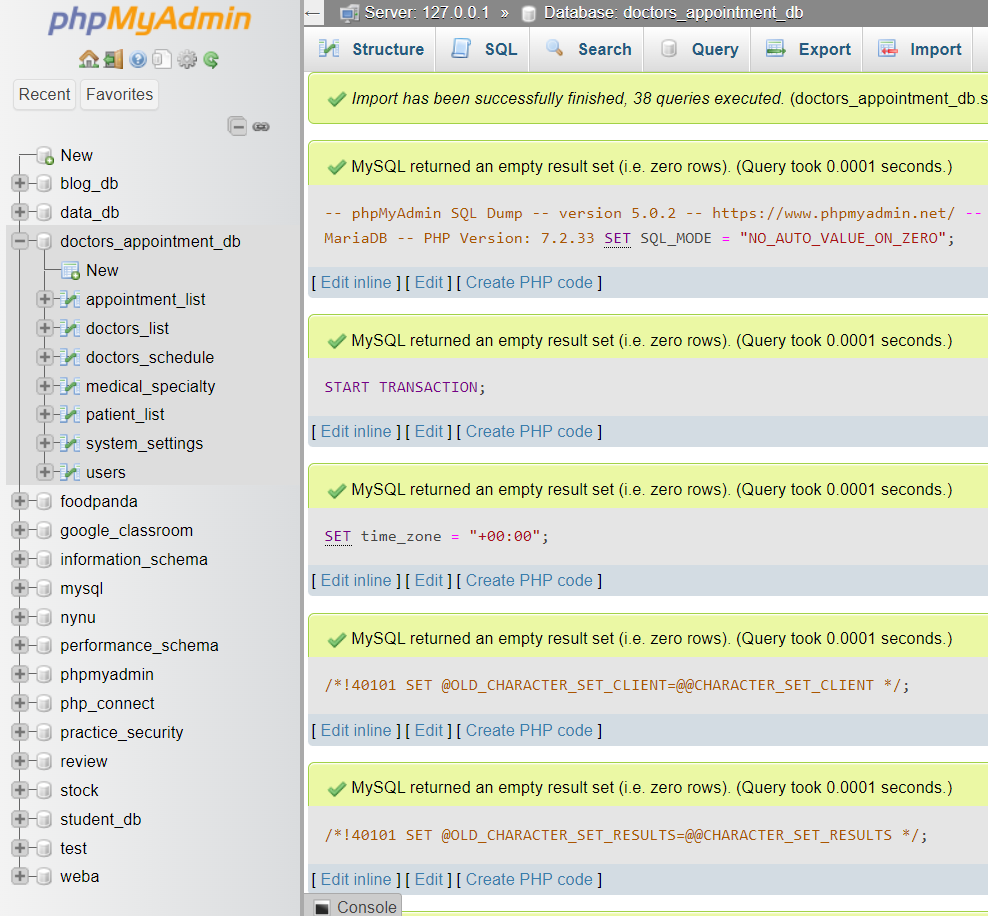 phpMyAdmin
Recent
Favorites
New
blog_db
data_db
doctors_appointment_db
New
appointment_list
doctors_list
doctors_schedule
medical_specialty
patient_list
system_settings
users
foodpanda
google_classroom
information_schema
mysql
nynu
performance_schema
phpmyadmin
php_connect
practice_security
review
stock
student_db
test
weba
Server: 127.0.0.1 » Database: doctors_appointment_db
Structure SQL Search Query Export Import
Import has been successfully finished, 38 queries executed. (doctors_appointment_db.s
MySQL returned an empty result set (i.e. zero rows). (Query took 0.0001 seconds.)
-- phpMyAdmin SQL Dump -- version 5.0.2 -- https://www.phpmyadmin.net/ --
MariaDB -- PHP Version: 7.2.33 SET SQL_MODE = "NO_AUTO_VALUE_ON_ZERO";
[ Edit inline ] [ Edit ] [ Create PHP code ]
MySQL returned an empty result set (i.e. zero rows). (Query took 0.0001 seconds.)
START TRANSACTION;
[ Edit inline ] [ Edit ] [ Create PHP code ]
MySQL returned an empty result set (i.e. zero rows). (Query took 0.0001 seconds.)
SET time_zone = "+00:00";
[ Edit inline ] [ Edit ] [ Create PHP code ]
MySQL returned an empty result set (i.e. zero rows). (Query took 0.0001 seconds.)
/*!40101 SET @OLD_CHARACTER_SET_CLIENT=@@CHARACTER_SET_CLIENT */;
[ Edit inline ] [ Edit ] [ Create PHP code ]
MySQL returned an empty result set (i.e. zero rows). (Query took 0.0001 seconds.)
/*!40101 SET @OLD_CHARACTER_SET_RESULTS=@@CHARACTER_SET_RESULTS */;
[ Edit inline ] [ Edit ] [ Create PHP code ]
Console